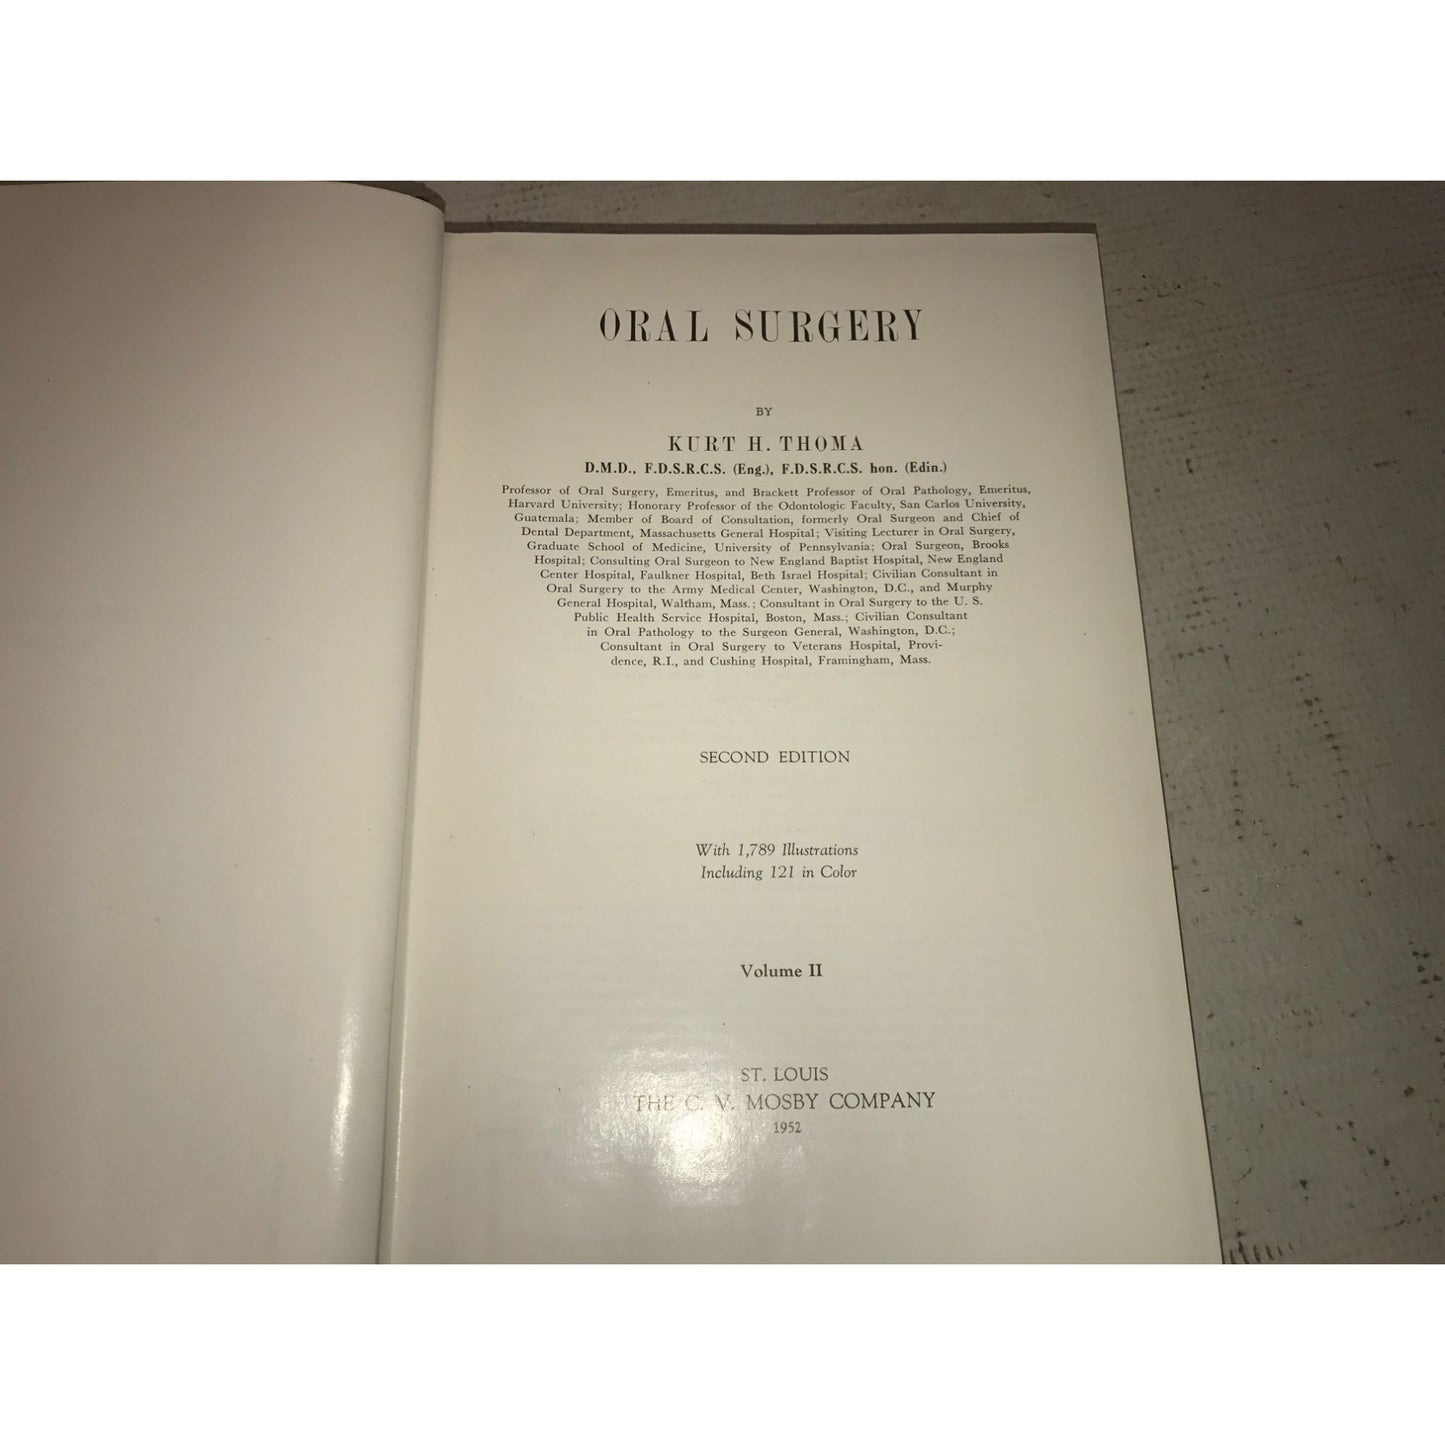 ORAL SURGERY
BY
KURT H. THOMA
D.M.D., F.D.S.R.C.S. (Eng.), F.D.S.R.C.S. hon. (Edin.)
Professor of Oral Surgery, Emeritus, and Brackett Professor of Oral Pathology, Emeritus,
Harvard University; Honorary Professor of the Odontologic Faculty, San Carlos University,
Guatemala; Member of Board of Consultation, formerly Oral Surgeon and Chief of
Dental Department, Massachusetts General Hospital; Visiting Lecturer in Oral Surgery,
Graduate School of Medicine, University of Pennsylvania; Oral Surgeon, Brooks
Hospital; Consulting Oral Surgeon to New England Baptist Hospital, New England
Center Hospital, Faulkner Hospital, Beth Israel Hospital; Civilian Consultant in
Oral Surgery to the Army Medical Center, Washington, D.C., and Murphy
General Hospital, Waltham, Mass.; Consultant in Oral Surgery to the U. S.
Public Health Service Hospital, Boston, Mass.; Civilian Consultant
in Oral Pathology to the Surgeon General, Washington, D.C.;
Consultant in Oral Surgery to Veterans Hospital, Provi-
dence, R.I., and Cushing Hospital, Framingham, Mass.
SECOND EDITION
With 1,789 Illustrations
Including 121 in Color
Volume II
ST. LOUIS
THE C. V. MOSBY COMPANY
1952